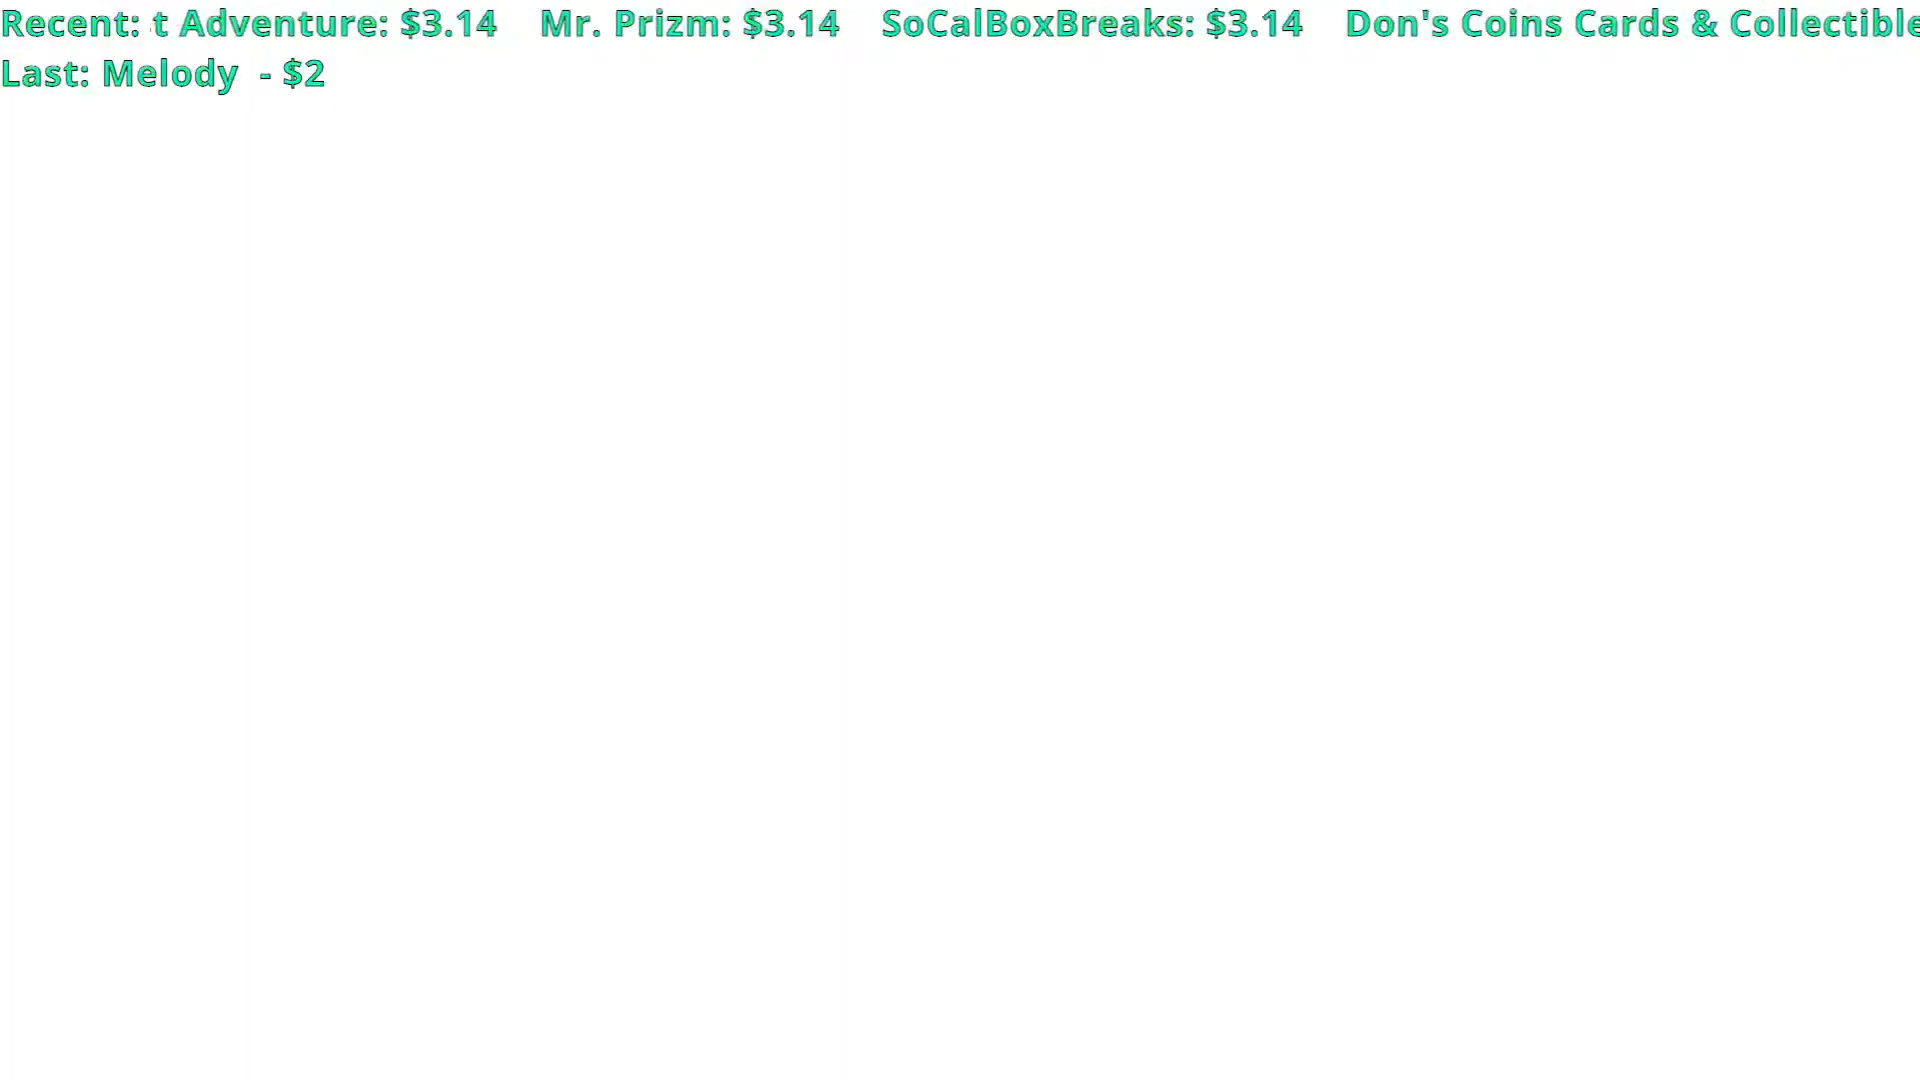 Recent: t Adventure: $3.14 Mr. Prizm: $3.14 SoCalBoxBreaks: $3.14 Don's Coins Cards & Collectible
Last: Melody - $2